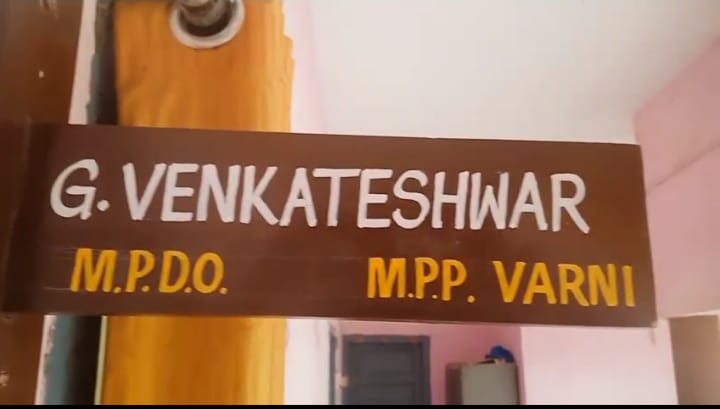 G. VENKATESHWAR
M.P.D.O. M.P.P. VARNI